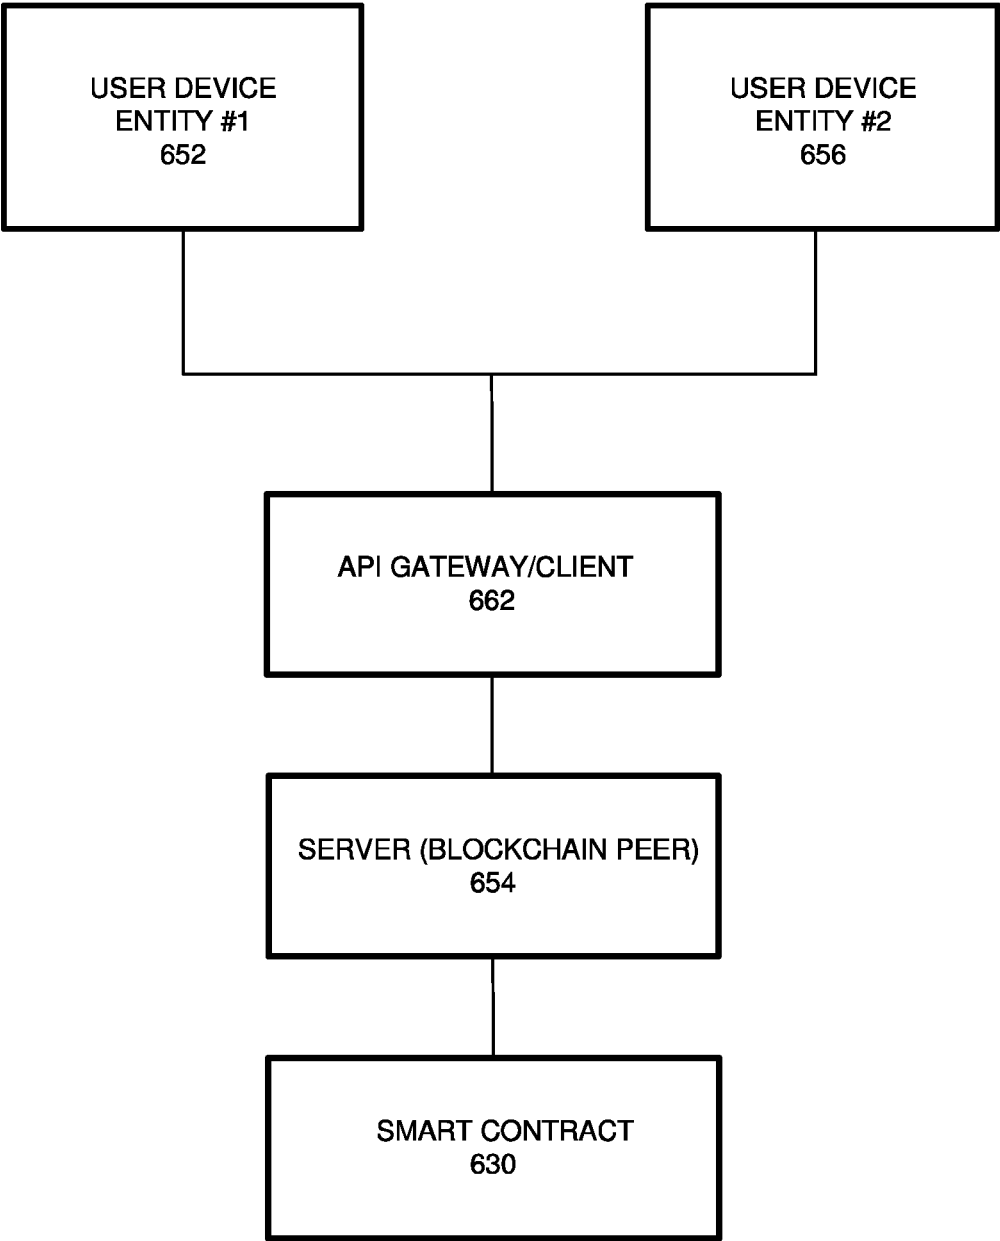 USER DEVICE
ENTITY #1
652
USER DEVICE
ENTITY #2
656
API GATEWAY/CLIENT
662
SERVER (BLOCKCHAIN PEER)
654
SMART CONTRACT
630